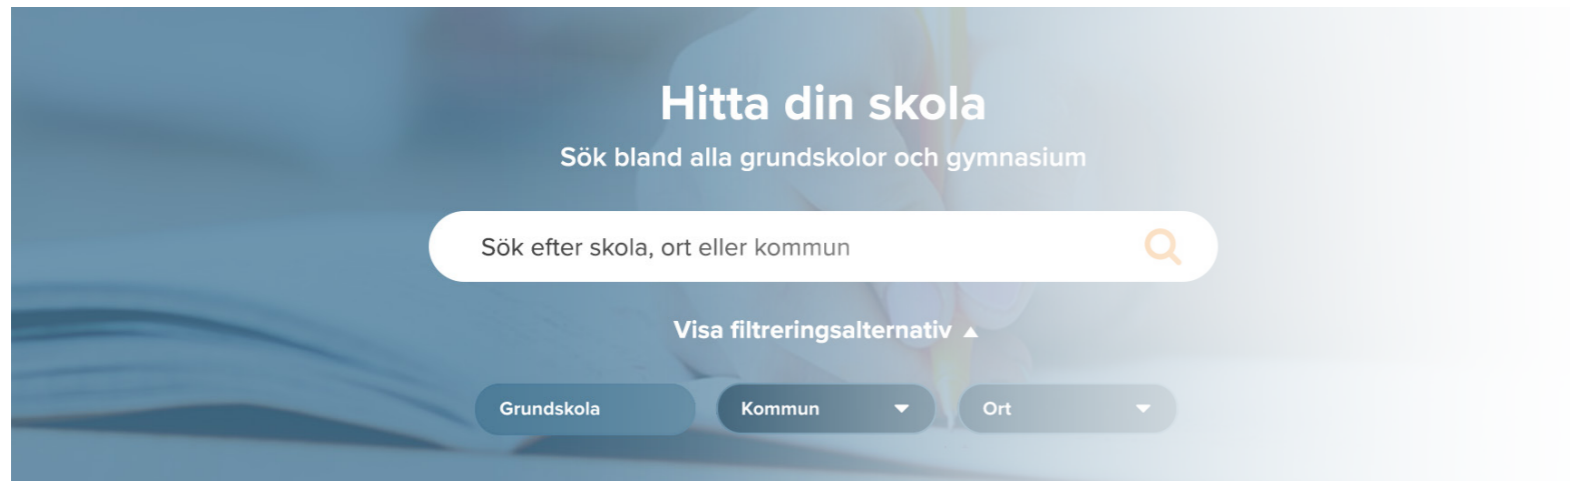 Hitta din skola
Sök bland alla grundskolor och gymnasium
Sök efter skola, ort eller kommun
Visa filtreringsalternativ ▲
Grundskola
Kommun
Ort